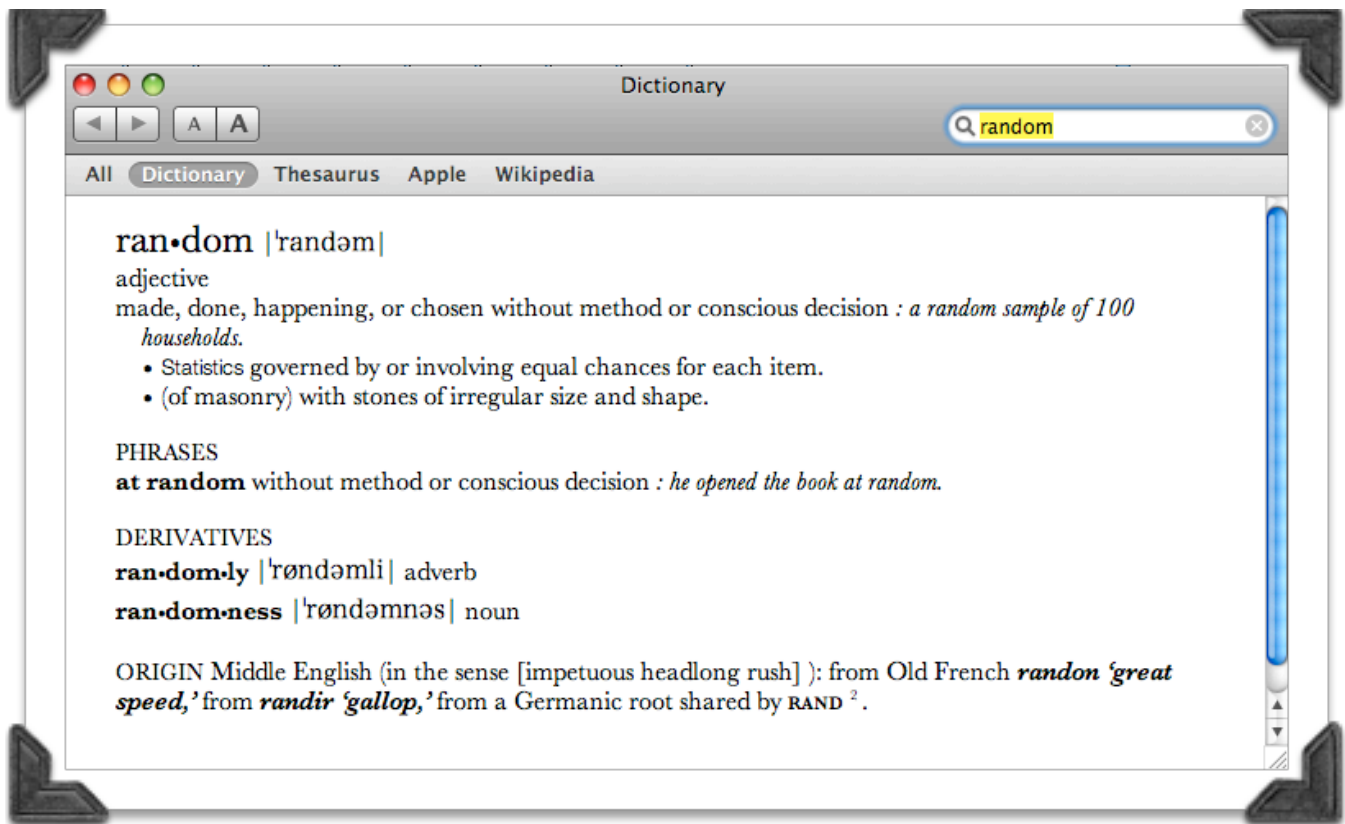 Dictionary
A A
random
All Dictionary Thesaurus Apple Wikipedia
ran•dom |ˈrandəm|
adjective
made, done, happening, or chosen without method or conscious decision : a random sample of 100
households.
• Statistics governed by or involving equal chances for each item.
• (of masonry) with stones of irregular size and shape.
PHRASES
at random without method or conscious decision : he opened the book at random.
DERIVATIVES
ran•dom•ly |ˈrøndəmli| adverb
ran•dom•ness |ˈrøndəmnəs| noun
ORIGIN Middle English (in the sense [impetuous headlong rush] ): from Old French randon ‘great
speed,’ from randir ‘gallop,’ from a Germanic root shared by RAND ² .